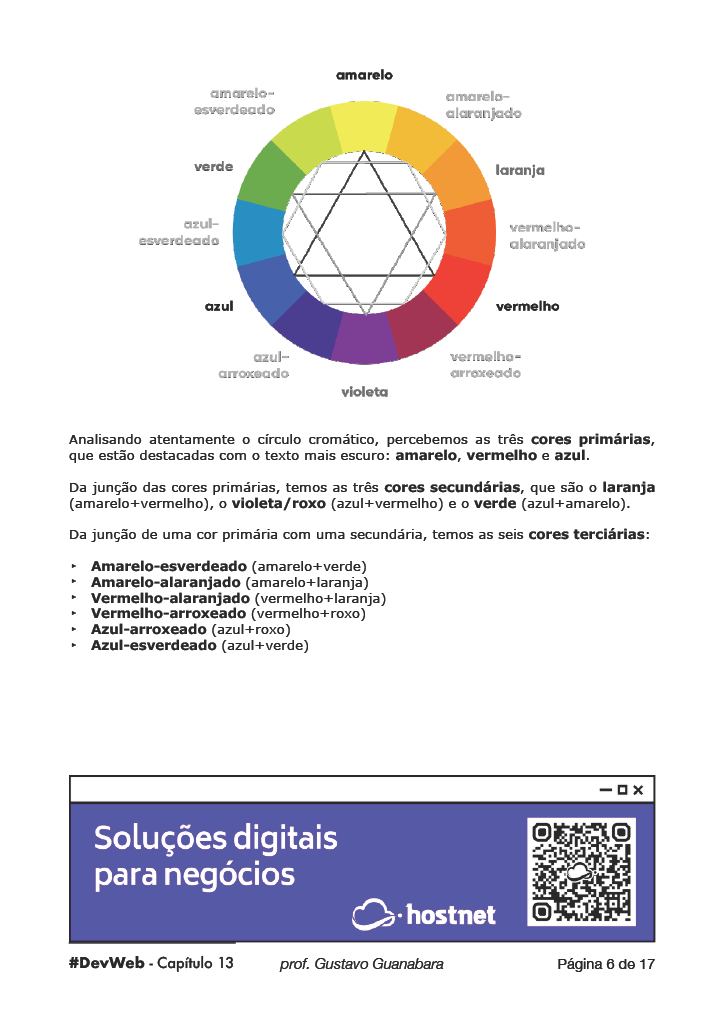 amarelo
amarelo-
esverdeado
amarelo-
alaranjado
verde
laranja
azul-
esverdeado
vermelho-
alaranjado
azul
vermelho
azul-
arroxeado
vermelho-
arroxeado
violeta
Analisando atentamente o círculo cromático, percebemos as três cores primárias,
que estão destacadas com o texto mais escuro: amarelo, vermelho e azul.
Da junção das cores primárias, temos as três cores secundárias, que são o laranja
(amarelo+vermelho), o violeta/roxo (azul+vermelho) e o verde (azul+amarelo).
Da junção de uma cor primária com uma secundária, temos as seis cores terciárias:
‣ Amarelo-esverdeado (amarelo+verde)
‣ Amarelo-alaranjado (amarelo+laranja)
‣ Vermelho-alaranjado (vermelho+laranja)
‣ Vermelho-arroxeado (vermelho+roxo)
‣ Azul-arroxeado (azul+roxo)
‣ Azul-esverdeado (azul+verde)
Soluções digitais
para negócios
hostnet
#DevWeb - Capítulo 13 prof. Gustavo Guanabara Página 6 de 17